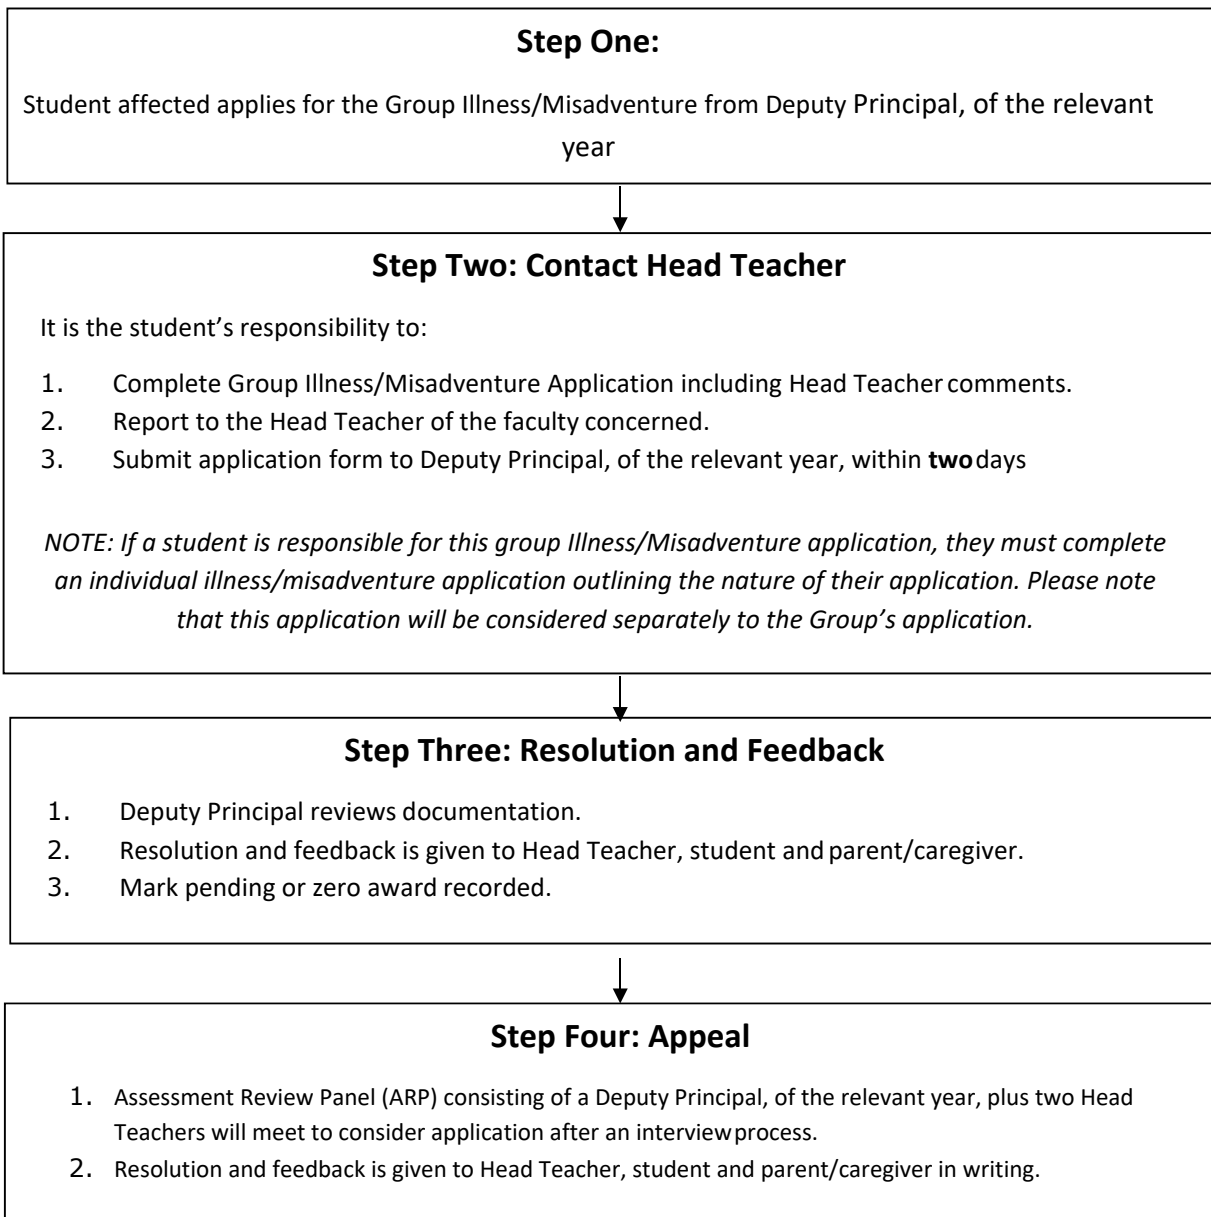 Step One:
Student affected applies for the Group Illness/Misadventure from Deputy Principal, of the relevant
year
Step Two: Contact Head Teacher
It is the student’s responsibility to:
1. Complete Group Illness/Misadventure Application including Head Teacher comments.
2. Report to the Head Teacher of the faculty concerned.
3. Submit application form to Deputy Principal, of the relevant year, within two days
NOTE: If a student is responsible for this group Illness/Misadventure application, they must complete
an individual illness/misadventure application outlining the nature of their application. Please note
that this application will be considered separately to the Group’s application.
Step Three: Resolution and Feedback
1. Deputy Principal reviews documentation.
2. Resolution and feedback is given to Head Teacher, student and parent/caregiver.
3. Mark pending or zero award recorded.
Step Four: Appeal
1. Assessment Review Panel (ARP) consisting of a Deputy Principal, of the relevant year, plus two Head
Teachers will meet to consider application after an interview process.
2. Resolution and feedback is given to Head Teacher, student and parent/caregiver in writing.